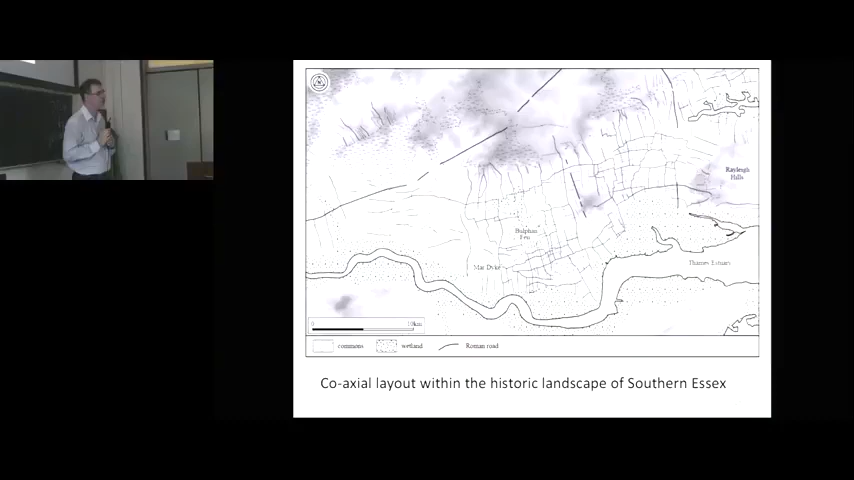 Rayleigh
Hills
Bulphan
Fen
Mar Dyke
Thames Estuary
0 10km
commons wetland Roman road
Co-axial layout within the historic landscape of Southern Essex